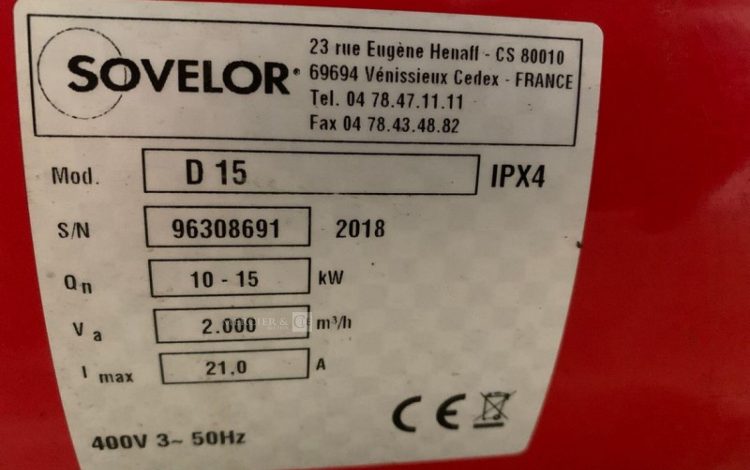 SOVELOR®
23 rue Eugène Henaff - CS 80010
69694 Vénissieux Cedex - FRANCE
Tel. 04 78.47.11.11
Fax 04 78.43.48.82
Mod. D 15 IPX4
S/N 96308691 2018
Qn 10 - 15 kW
Va 2.000 m³/h
I max 21.0 A
400V 3~ 50Hz
CE